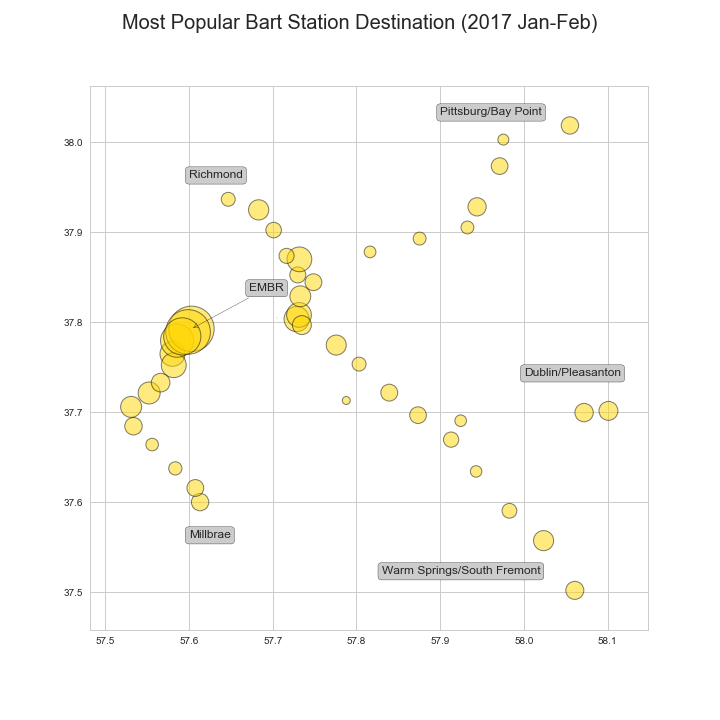 Most Popular Bart Station Destination (2017 Jan-Feb)
Pittsburg/Bay Point
38.0
Richmond
37.9
EMBR
37.8
Dublin/Pleasanton
37.7
37.6
Millbrae
Warm Springs/South Fremont
37.5
57.5 57.6 57.7 57.8 57.9 58.0 58.1